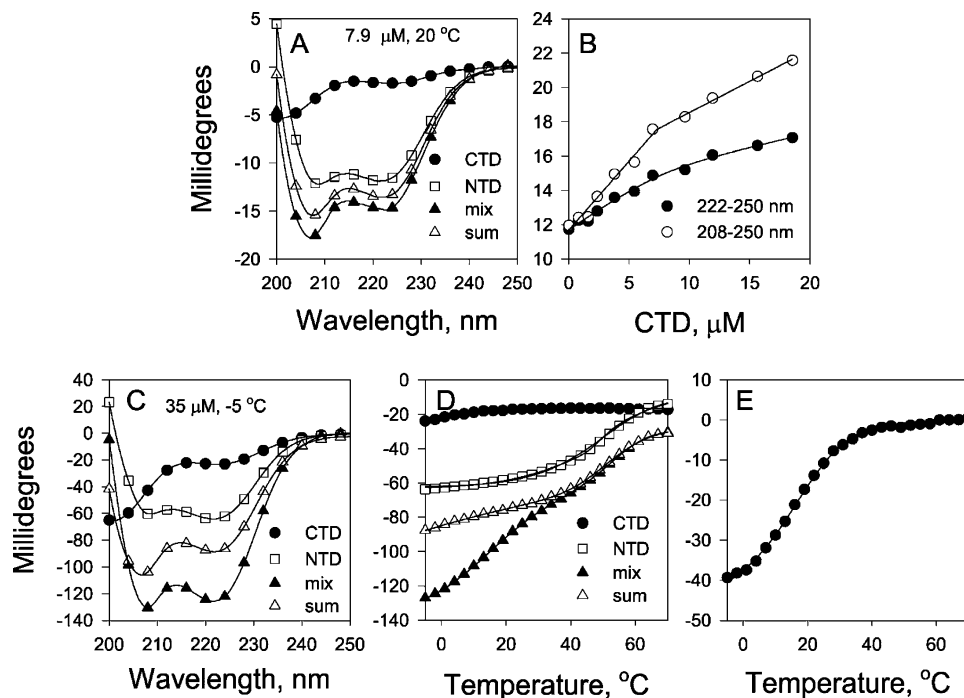 A
7.9 μM, 20 °C
Millidegrees
5
0
-5
-10
-15
-20
CTD
NTD
mix
sum
200 210 220 230 240 250
Wavelength, nm
B
24
22
20
18
16
14
12
222-250 nm
208-250 nm
0 5 10 15 20
CTD, μM
C
35 μM, -5 °C
Millidegrees
40
20
0
-20
-40
-60
-80
-100
-120
-140
CTD
NTD
mix
sum
200 210 220 230 240 250
Wavelength, nm
D
0
-20
-40
-60
-80
-100
-120
-140
CTD
NTD
mix
sum
0 20 40 60
Temperature, °C
E
10
0
-10
-20
-30
-40
-50
0 20 40 60
Temperature, °C